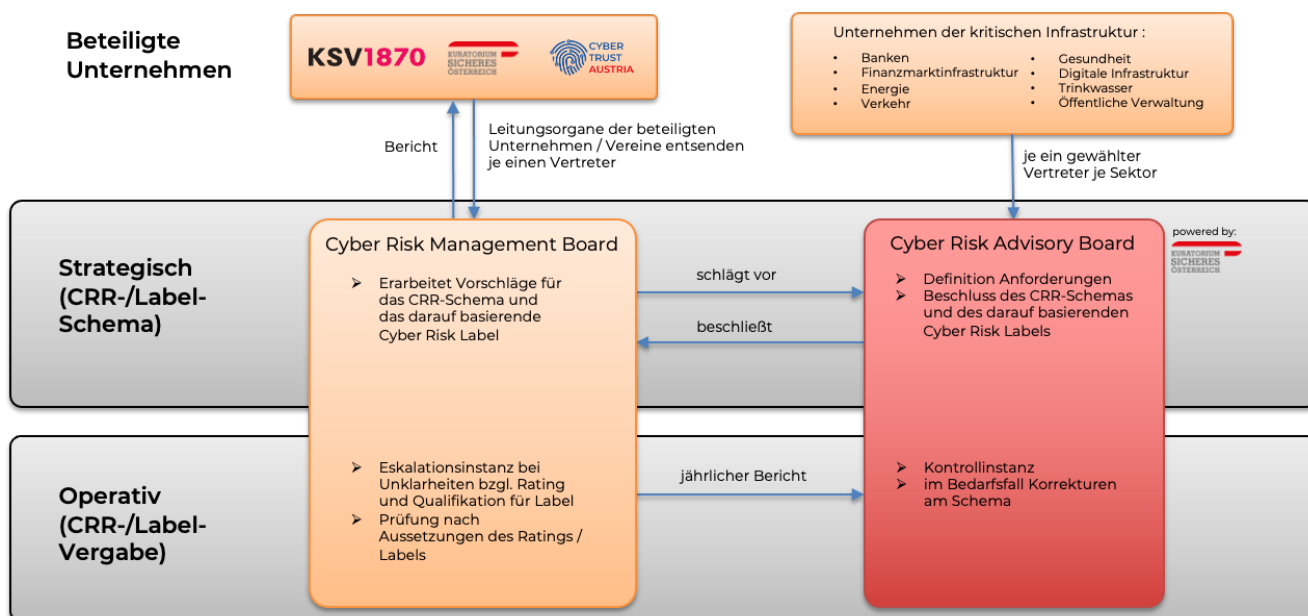 Beteiligte
Unternehmen
KSV1870
KURATORIUM
SICHERES
ÖSTERREICH
CYBER
TRUST
AUSTRIA
Unternehmen der kritischen Infrastruktur :
• Banken
• Finanzmarktinfrastruktur
• Energie
• Verkehr
• Gesundheit
• Digitale Infrastruktur
• Trinkwasser
• Öffentliche Verwaltung
Bericht
Leitungsorgane der beteiligten
Unternehmen / Vereine entsenden
je einen Vertreter
je ein gewählter
Vertreter je Sektor
Strategisch
(CRR-/Label-
Schema)
Cyber Risk Management Board
➢ Erarbeitet Vorschläge für
das CRR-Schema und
das darauf basierende
Cyber Risk Label
schlägt vor
beschließt
Cyber Risk Advisory Board
➢ Definition Anforderungen
➢ Beschluss des CRR-Schemas
und des darauf basierenden
Cyber Risk Labels
powered by:
KURATORIUM
SICHERES
ÖSTERREICH
Operativ
(CRR-/Label-
Vergabe)
➢ Eskalationsinstanz bei
Unklarheiten bzgl. Rating
und Qualifikation für Label
➢ Prüfung nach
Aussetzungen des Ratings /
Labels
jährlicher Bericht
➢ Kontrollinstanz
➢ im Bedarfsfall Korrekturen
am Schema